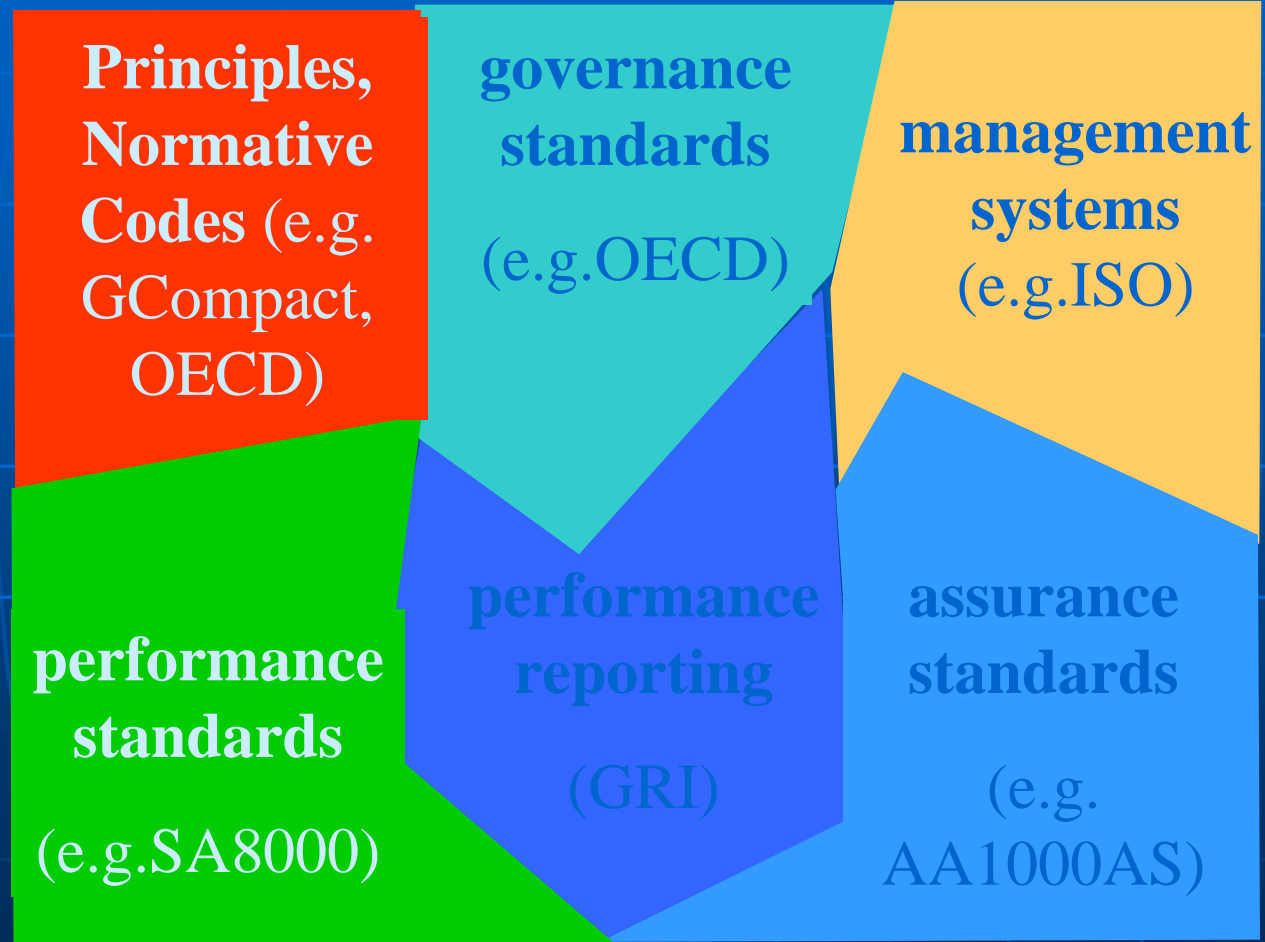 Principles,
Normative
Codes (e.g.
GCompact,
OECD)
governance
standards
(e.g.OECD)
management
systems
(e.g.ISO)
performance
standards
(e.g.SA8000)
performance
reporting
(GRI)
assurance
standards
(e.g.
AA1000AS)